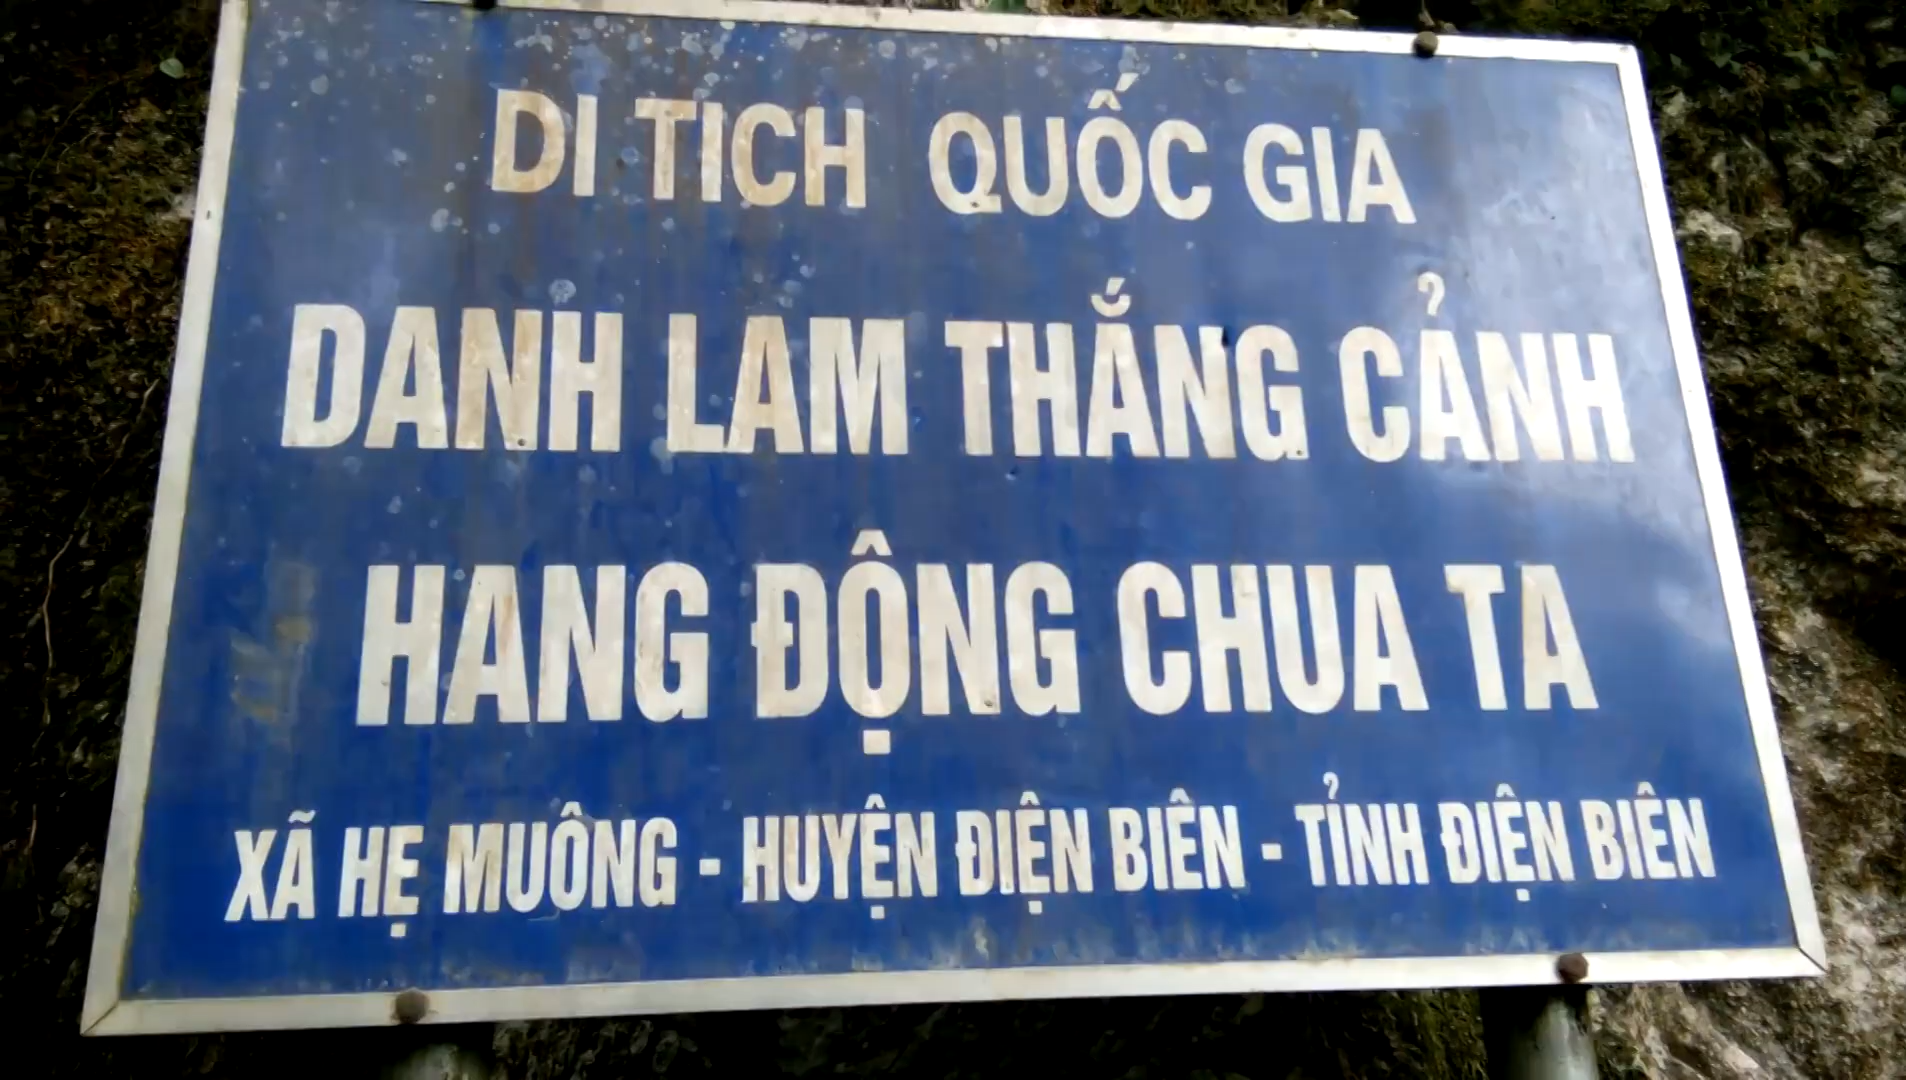 DI TICH QUỐC GIA
DANH LAM THẮNG CẢNH
HANG ĐỘNG CHUA TA
XÃ HẸ MUÔNG - HUYỆN ĐIỆN BIÊN - TỈNH ĐIỆN BIÊN